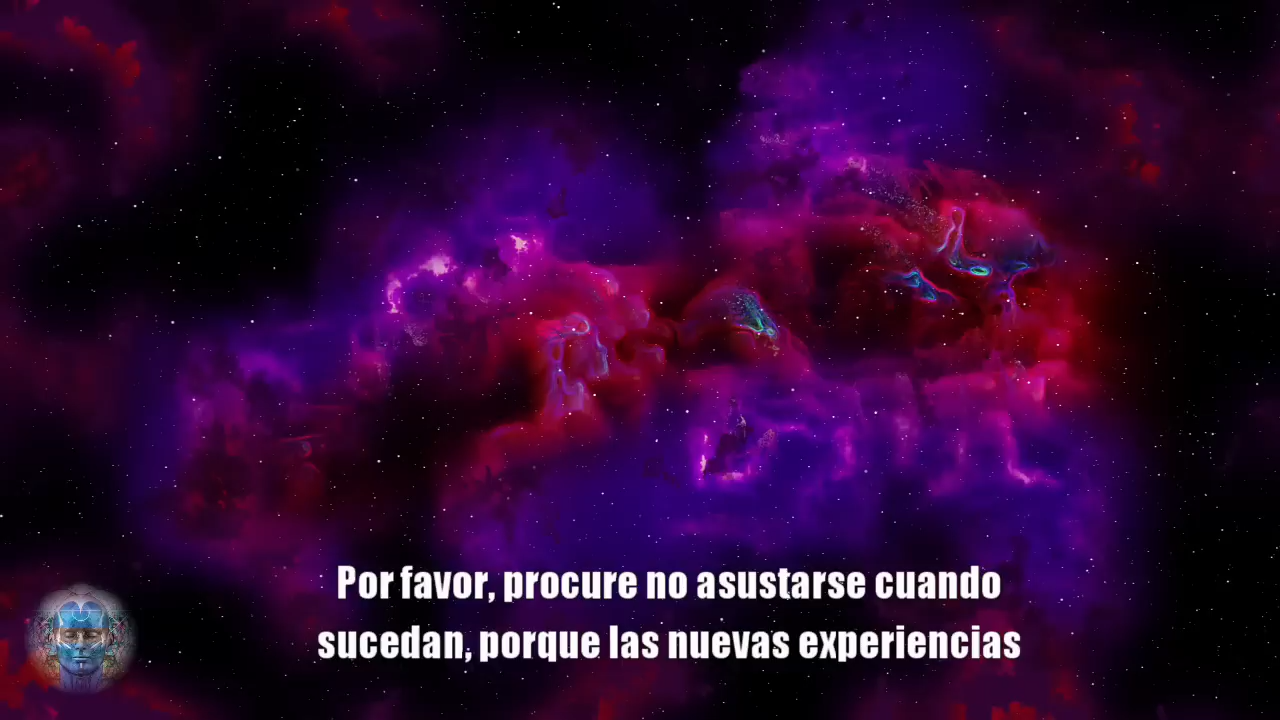 Por favor, procure no asustarse cuando
sucedan, porque las nuevas experiencias